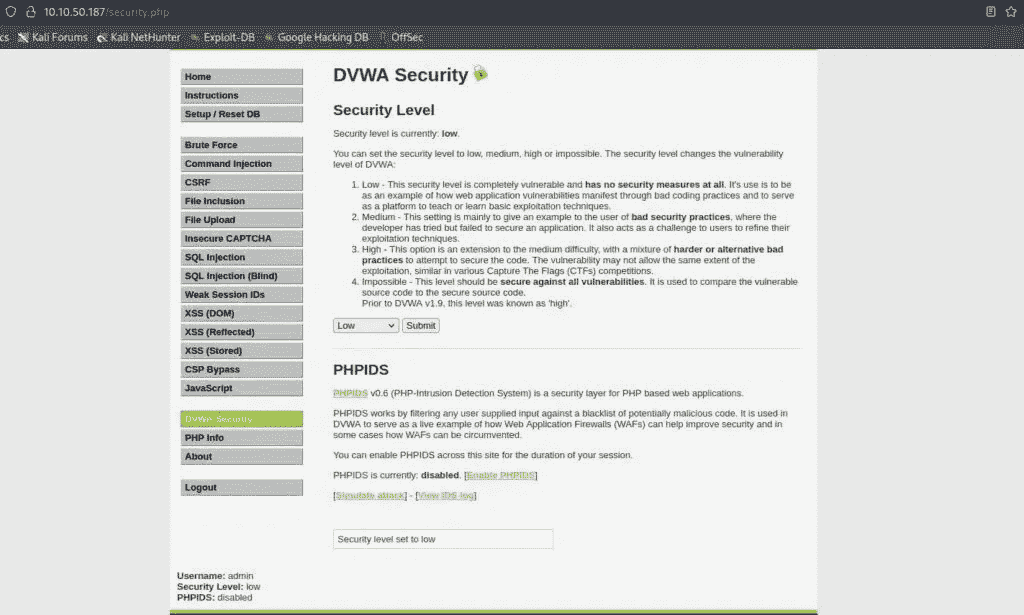 10.10.50.187/security.php
cs Kali Forums Kali NetHunter Exploit-DB Google Hacking DB OffSec
Home
Instructions
Setup / Reset DB
Brute Force
Command Injection
CSRF
File Inclusion
File Upload
Insecure CAPTCHA
SQL Injection
SQL Injection (Blind)
Weak Session IDs
XSS (DOM)
XSS (Reflected)
XSS (Stored)
CSP Bypass
JavaScript
DVWA Security
PHP Info
About
Logout
DVWA Security
Security Level
Security level is currently: low.
You can set the security level to low, medium, high or impossible. The security level changes the vulnerability
level of DVWA:
1. Low - This security level is completely vulnerable and has no security measures at all. It's use is to be
as an example of how web application vulnerabilities manifest through bad coding practices and to serve
as a platform to teach or learn basic exploitation techniques.
2. Medium - This setting is mainly to give an example to the user of bad security practices, where the
developer has tried but failed to secure an application. It also acts as a challenge to users to refine their
exploitation techniques.
3. High - This option is an extension to the medium difficulty, with a mixture of harder or alternative bad
practices to attempt to secure the code. The vulnerability may not allow the same extent of the
exploitation, similar in various Capture The Flags (CTFs) competitions.
4. Impossible - This level should be secure against all vulnerabilities. It is used to compare the vulnerable
source code to the secure source code.
Prior to DVWA v1.9, this level was known as 'high'.
Low Submit
PHPIDS
PHPIDS v0.6 (PHP-Intrusion Detection System) is a security layer for PHP based web applications.
PHPIDS works by filtering any user supplied input against a blacklist of potentially malicious code. It is used in
DVWA to serve as a live example of how Web Application Firewalls (WAFs) can help improve security and in
some cases how WAFs can be circumvented.
You can enable PHPIDS across this site for the duration of your session.
PHPIDS is currently: disabled. [Enable PHPIDS]
[Simulate attack] - [View IDS log]
Security level set to low
Username: admin
Security Level: low
PHPIDS: disabled